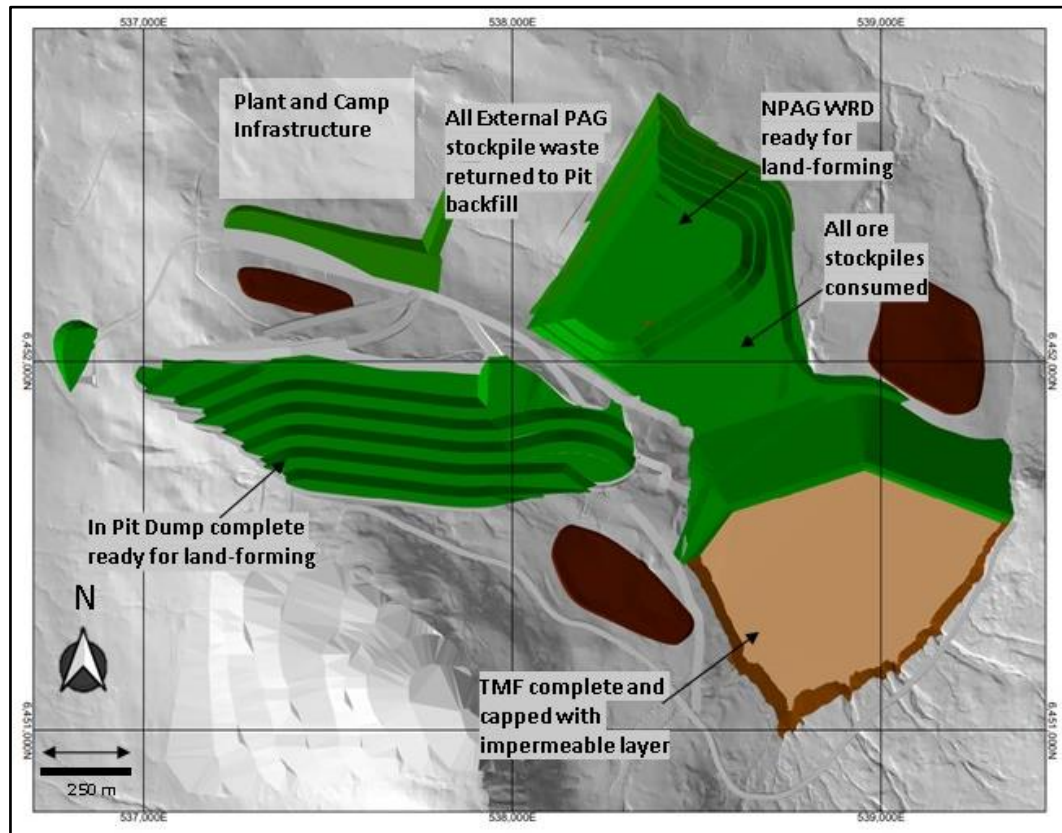 537,000E
538,000E
539,000E
Plant and Camp
Infrastructure
All External PAG
stockpile waste
returned to Pit
backfill
NPAG WRD
ready for
land-forming
All ore
stockpiles
consumed
6,452,000N
6,452,000N
In Pit Dump complete
ready for land-forming
N
TMF complete and
capped with
impermeable layer
6,451,000N
6,451,000N
250 m
537,000E
538,000E
539,000E